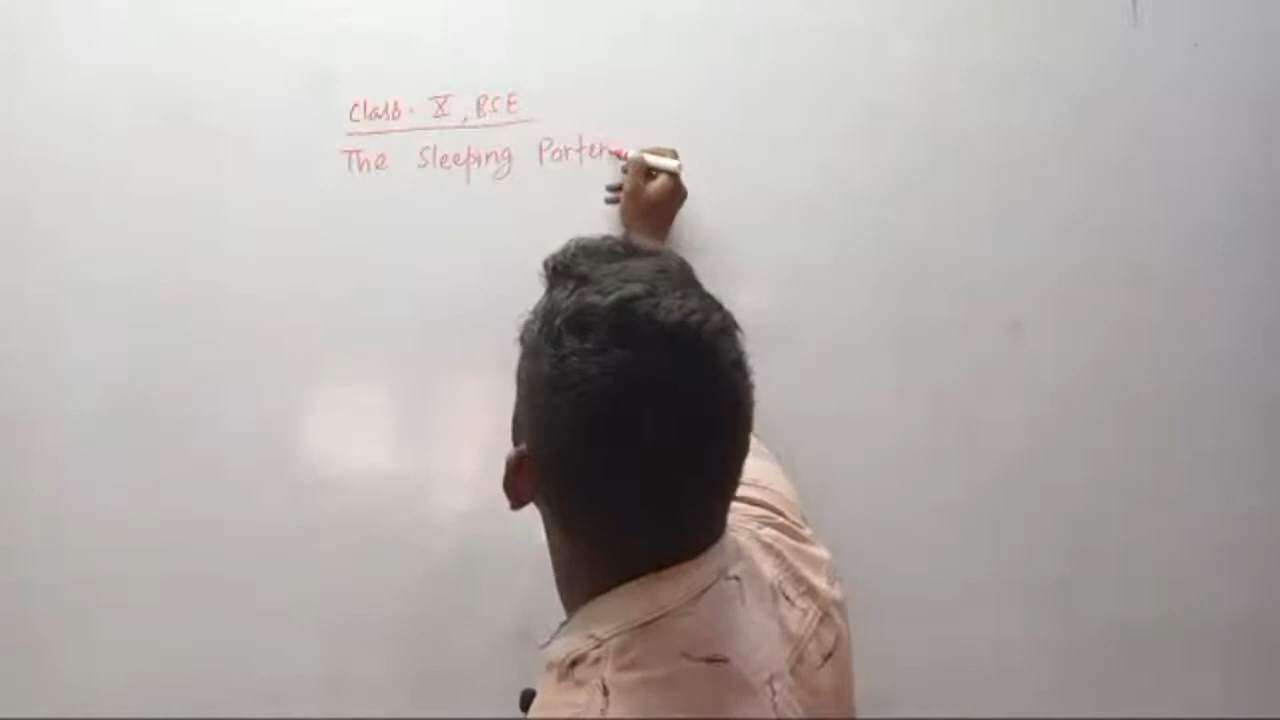 Class - X, BSE
The Sleeping Porter